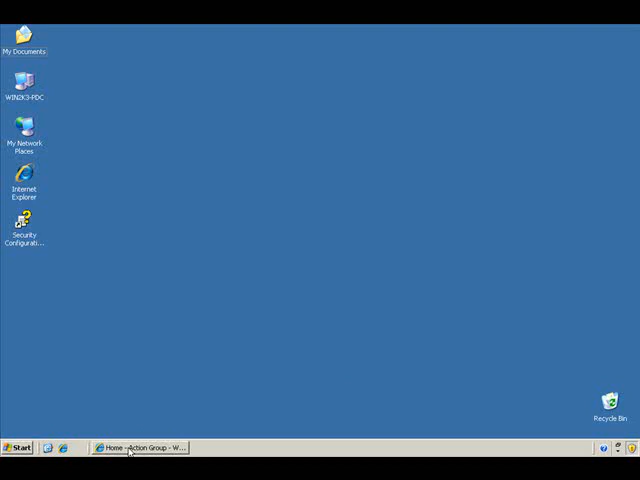 My Documents
WIN2K3-PDC
My Network
Places
Internet
Explorer
Security
Configurati...
Recycle Bin
Start
Home - Action Group - W...